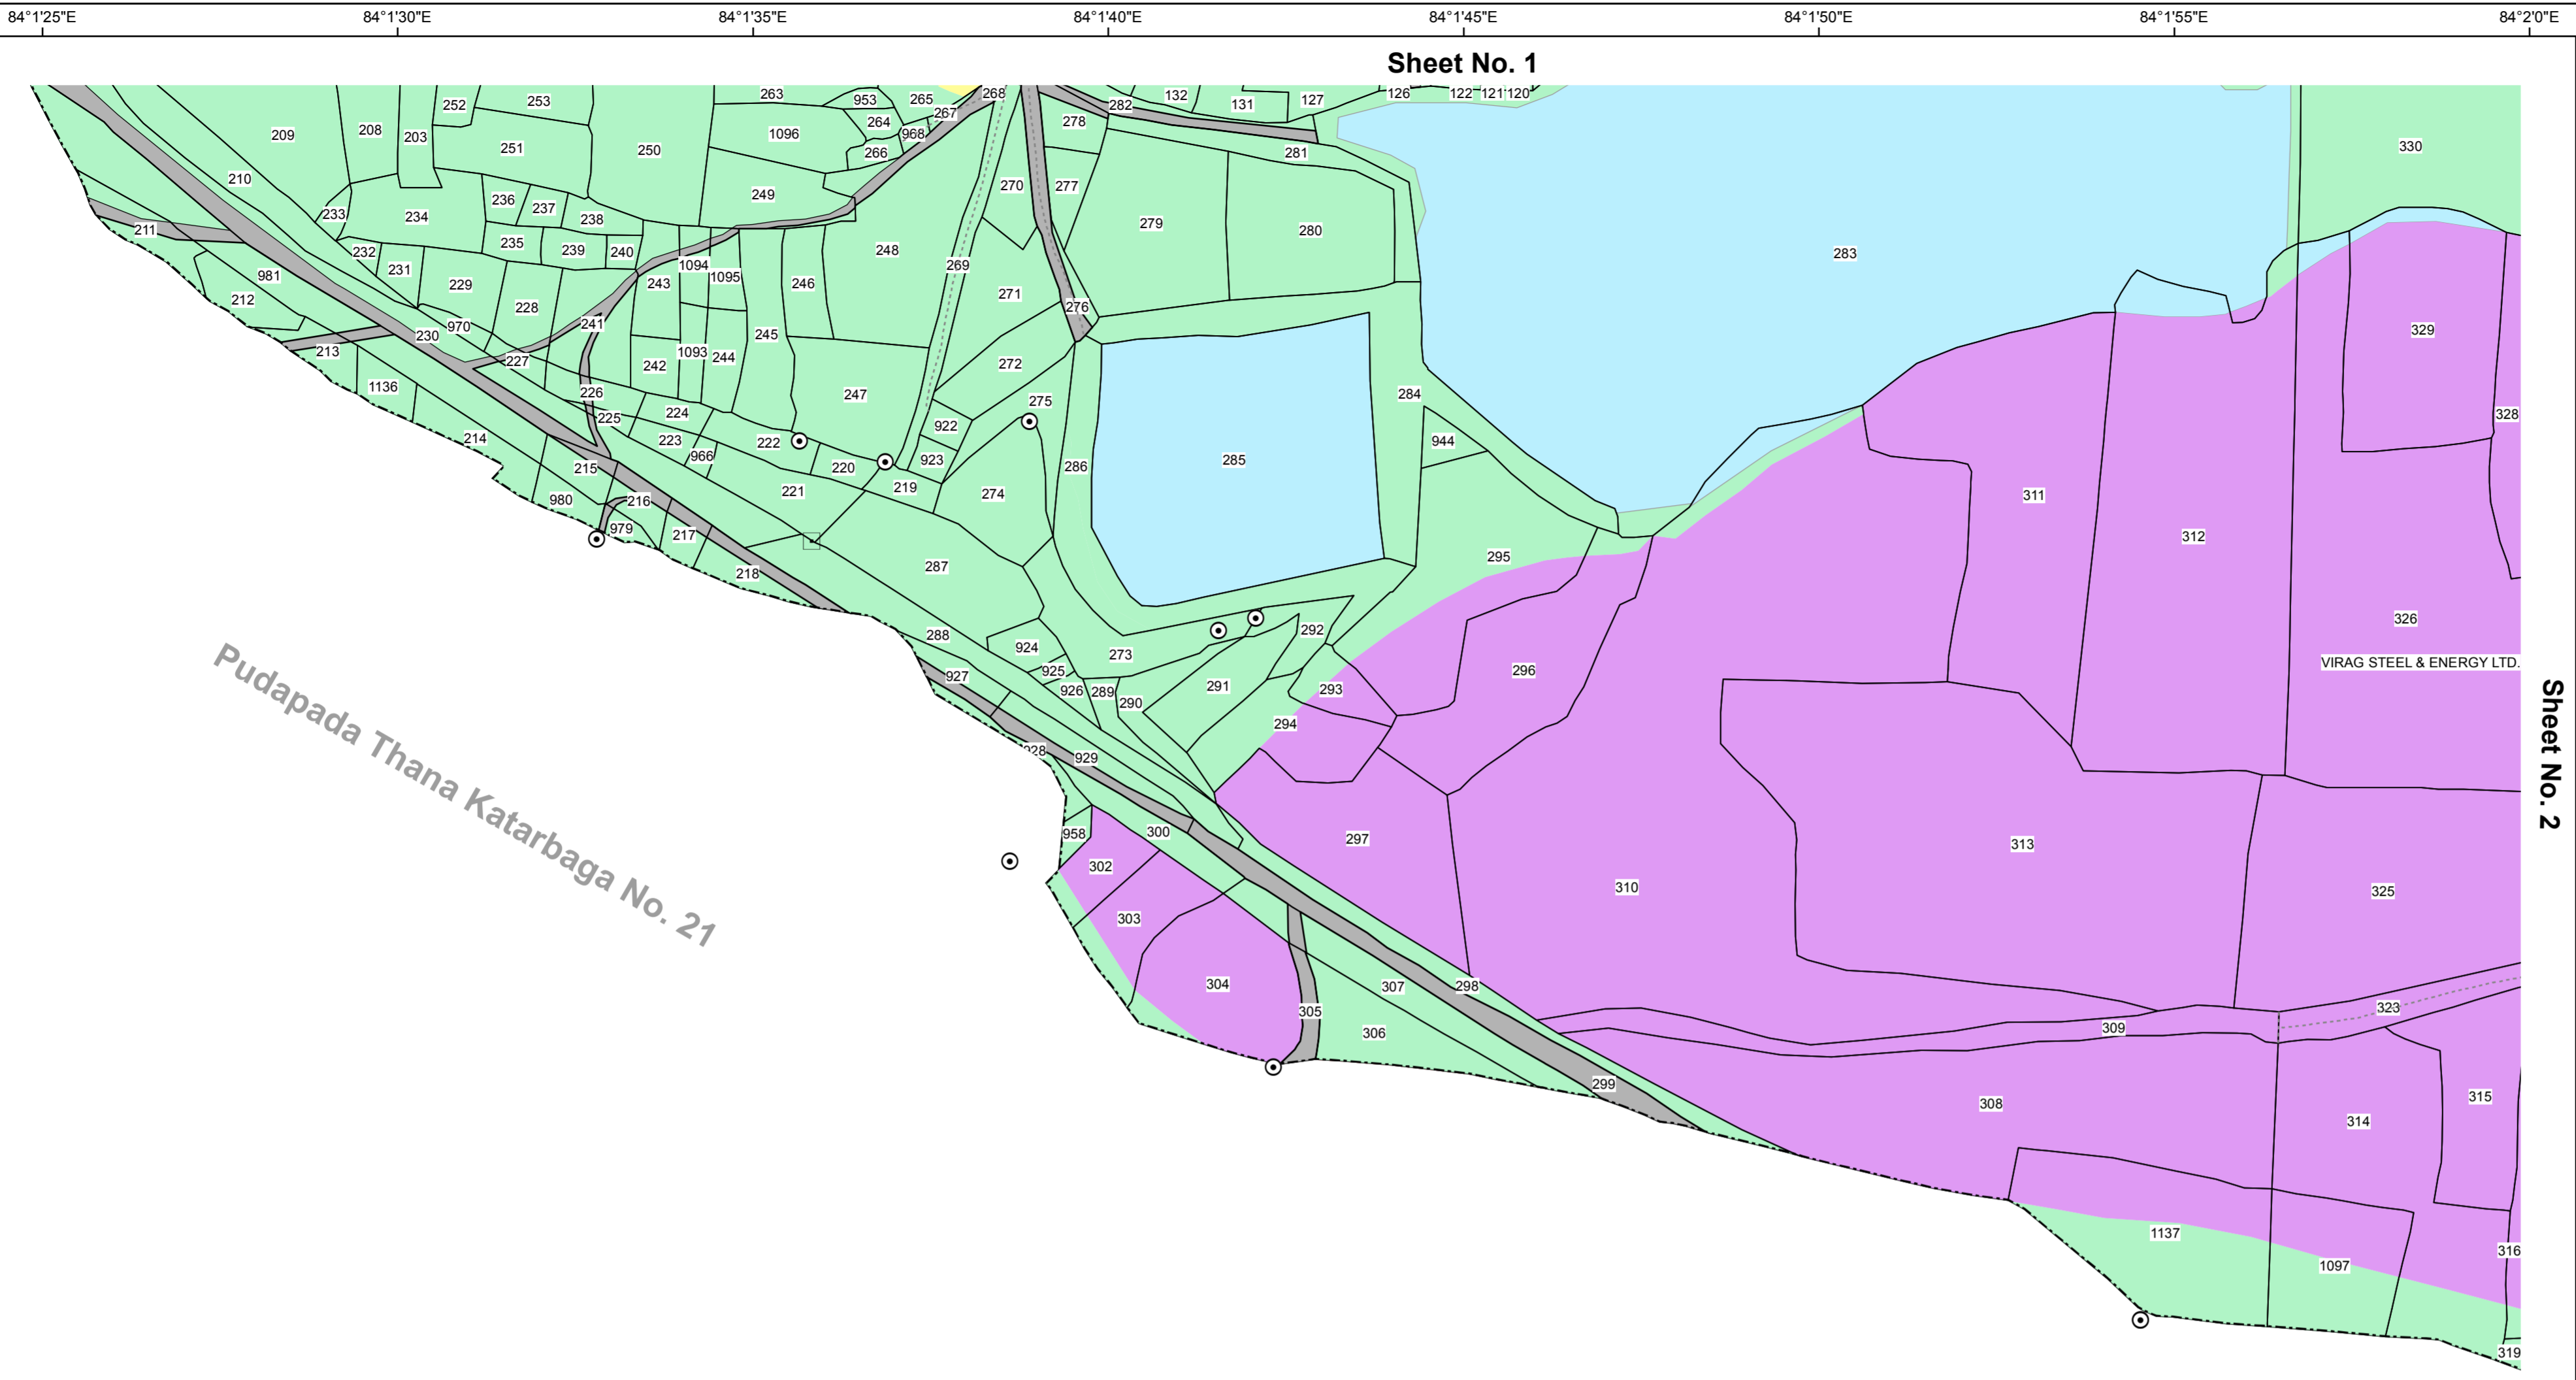 84°1'25"E 84°1'30"E 84°1'35"E 84°1'40"E 84°1'45"E 84°1'50"E 84°1'55"E 84°2'0"E
Sheet No. 1
252 253 263 953 265 268 282 132 131 127 126 122 121 120
209 208 203 251 250 1096 264 968 267 278 281 330
266
210 249 270 277
233 234 236 237 238 279 280
211 232 235 239 240 248 283
981 231 229 243 1094 1095 246 269 271
212 228 276
213 230 970 241 245 329
227 242 1093 244 272
1136 226 247 275 284 328
214 225 224 922 944
223 966 222 923 286 285
215 220 219 274 311
980 216 221
979 217 312
218 287 295
288 924 273 292 326
925 296 VIRAG STEEL & ENERGY LTD.
927 926 289 290 291 293
294
928 929
Pudapada Thana Katarbaga No. 21
Sheet No. 2
958 300 297 313
302 310 325
303
304 307 298
305 306 309 323
299 308 314 315
1137 1097 316
319